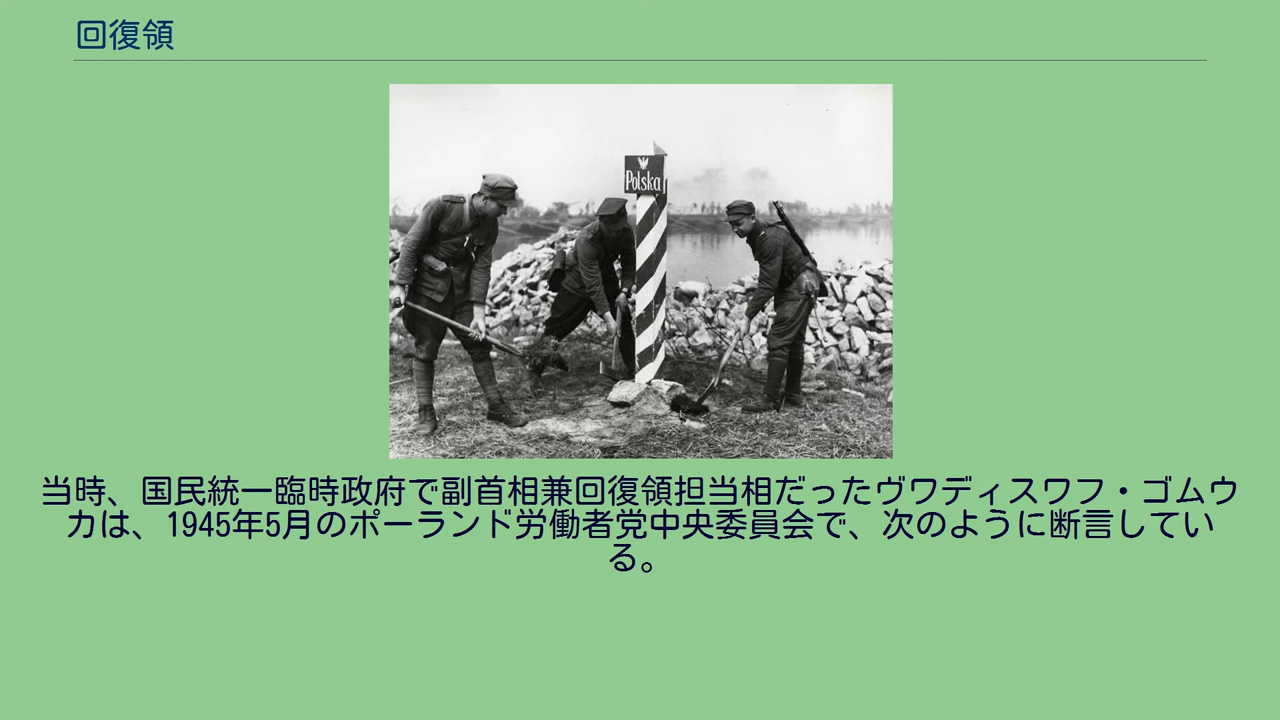 回復領
Polska
当時、国民統一臨時政府で副首相兼回復領担当相だったヴワディスワフ・ゴムウ
カは、1945年5月のポーランド労働者党中央委員会で、次のように断言してい
る。